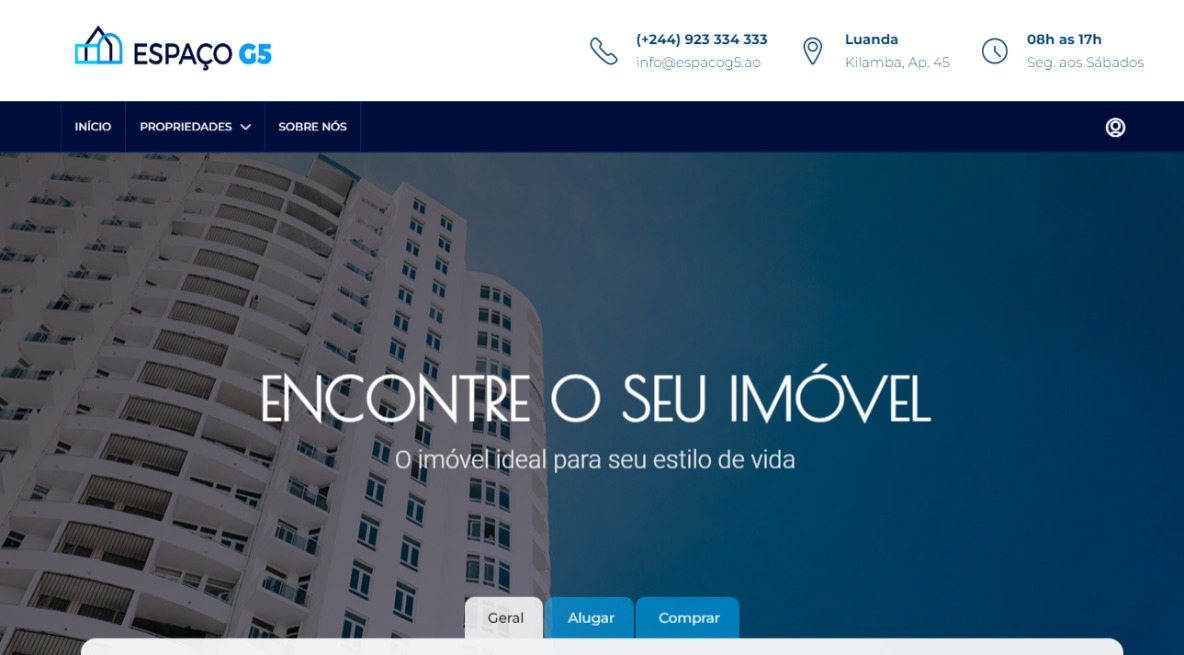 ESPAÇO G5
(+244) 923 334 333
info@espacog5.ao
Luanda
Kilamba, Ap. 45
08h as 17h
Seg. aos Sábados
INÍCIO
PROPRIEDADES
SOBRE NÓS
ENCONTRE O SEU IMÓVEL
O imóvel ideal para seu estilo de vida
Geral
Alugar
Comprar